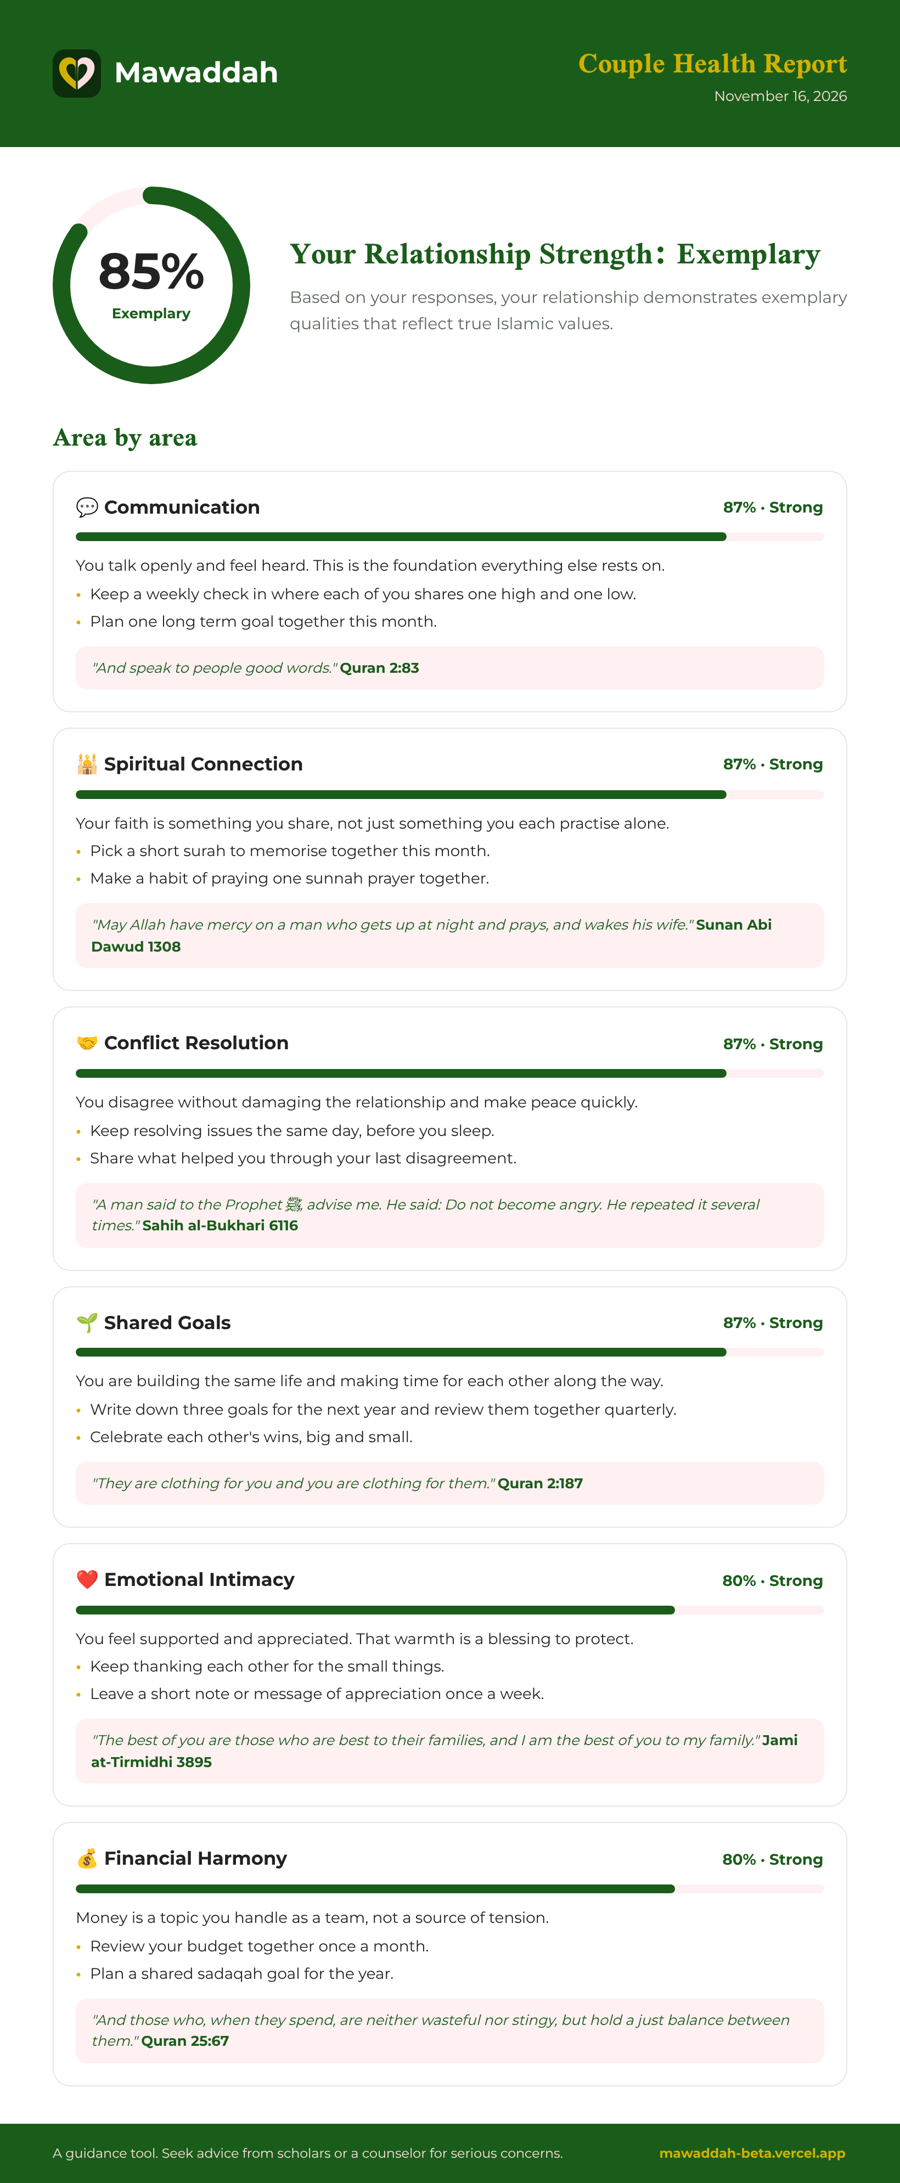 Mawaddah
Couple Health Report
November 16, 2026
85%
Exemplary
Your Relationship Strength: Exemplary
Based on your responses, your relationship demonstrates exemplary
qualities that reflect true Islamic values.
Area by area
💬 Communication
87% · Strong
You talk openly and feel heard. This is the foundation everything else rests on.
• Keep a weekly check in where each of you shares one high and one low.
• Plan one long term goal together this month.
"And speak to people good words." Quran 2:83
🕌 Spiritual Connection
87% · Strong
Your faith is something you share, not just something you each practise alone.
• Pick a short surah to memorise together this month.
• Make a habit of praying one sunnah prayer together.
"May Allah have mercy on a man who gets up at night and prays, and wakes his wife." Sunan Abi
Dawud 1308
🤝 Conflict Resolution
87% · Strong
You disagree without damaging the relationship and make peace quickly.
• Keep resolving issues the same day, before you sleep.
• Share what helped you through your last disagreement.
"A man said to the Prophet ﷺ, advise me. He said: Do not become angry. He repeated it several
times." Sahih al-Bukhari 6116
🌱 Shared Goals
87% · Strong
You are building the same life and making time for each other along the way.
• Write down three goals for the next year and review them together quarterly.
• Celebrate each other's wins, big and small.
"They are clothing for you and you are clothing for them." Quran 2:187
❤️ Emotional Intimacy
80% · Strong
You feel supported and appreciated. That warmth is a blessing to protect.
• Keep thanking each other for the small things.
• Leave a short note or message of appreciation once a week.
"The best of you are those who are best to their families, and I am the best of you to my family." Jami
at-Tirmidhi 3895
💰 Financial Harmony
80% · Strong
Money is a topic you handle as a team, not a source of tension.
• Review your budget together once a month.
• Plan a shared sadaqah goal for the year.
"And those who, when they spend, are neither wasteful nor stingy, but hold a just balance between
them." Quran 25:67
A guidance tool. Seek advice from scholars or a counselor for serious concerns.
mawaddah-beta.vercel.app